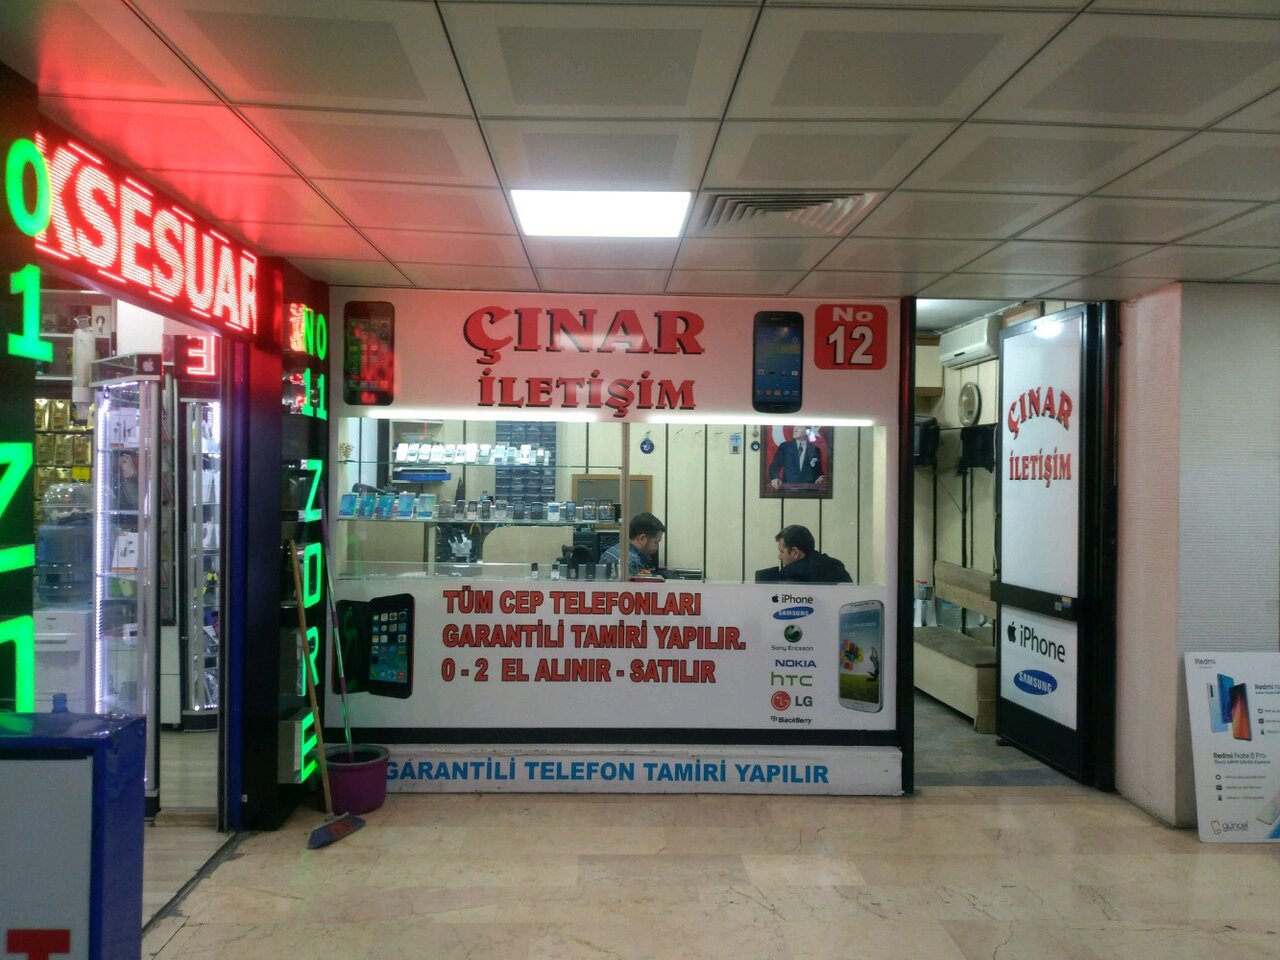 KSESUAR
NO 11
ÇINAR
İLETİŞİM
No
12
TÜM CEP TELEFONLARI
GARANTİLİ TAMİRİ YAPILIR.
0 - 2 EL ALINIR - SATILIR
iPhone
SAMSUNG
Sony Ericsson
NOKIA
hTC
LG
BlackBerry
GARANTİLİ TELEFON TAMİRİ YAPILIR
ÇINAR
İLETİŞİM
iPhone
SAMSUNG
Redmi
Redmi Note 8 Pro
güncel